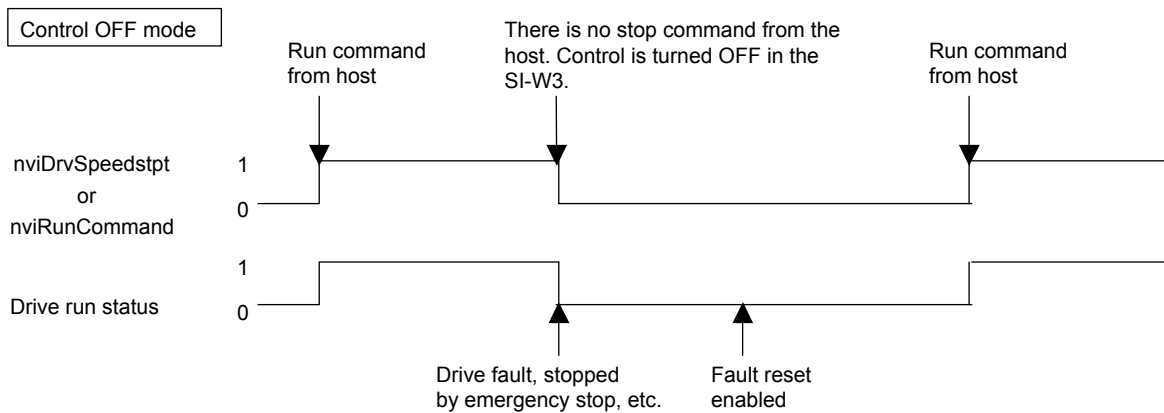 Control OFF mode
Run command
from host
There is no stop command from the
host. Control is turned OFF in the
SI-W3.
Run command
from host
nviDrvSpeedstpt
or
nviRunCommand
1
0
Drive run status
1
0
Drive fault, stopped
by emergency stop, etc.
Fault reset
enabled